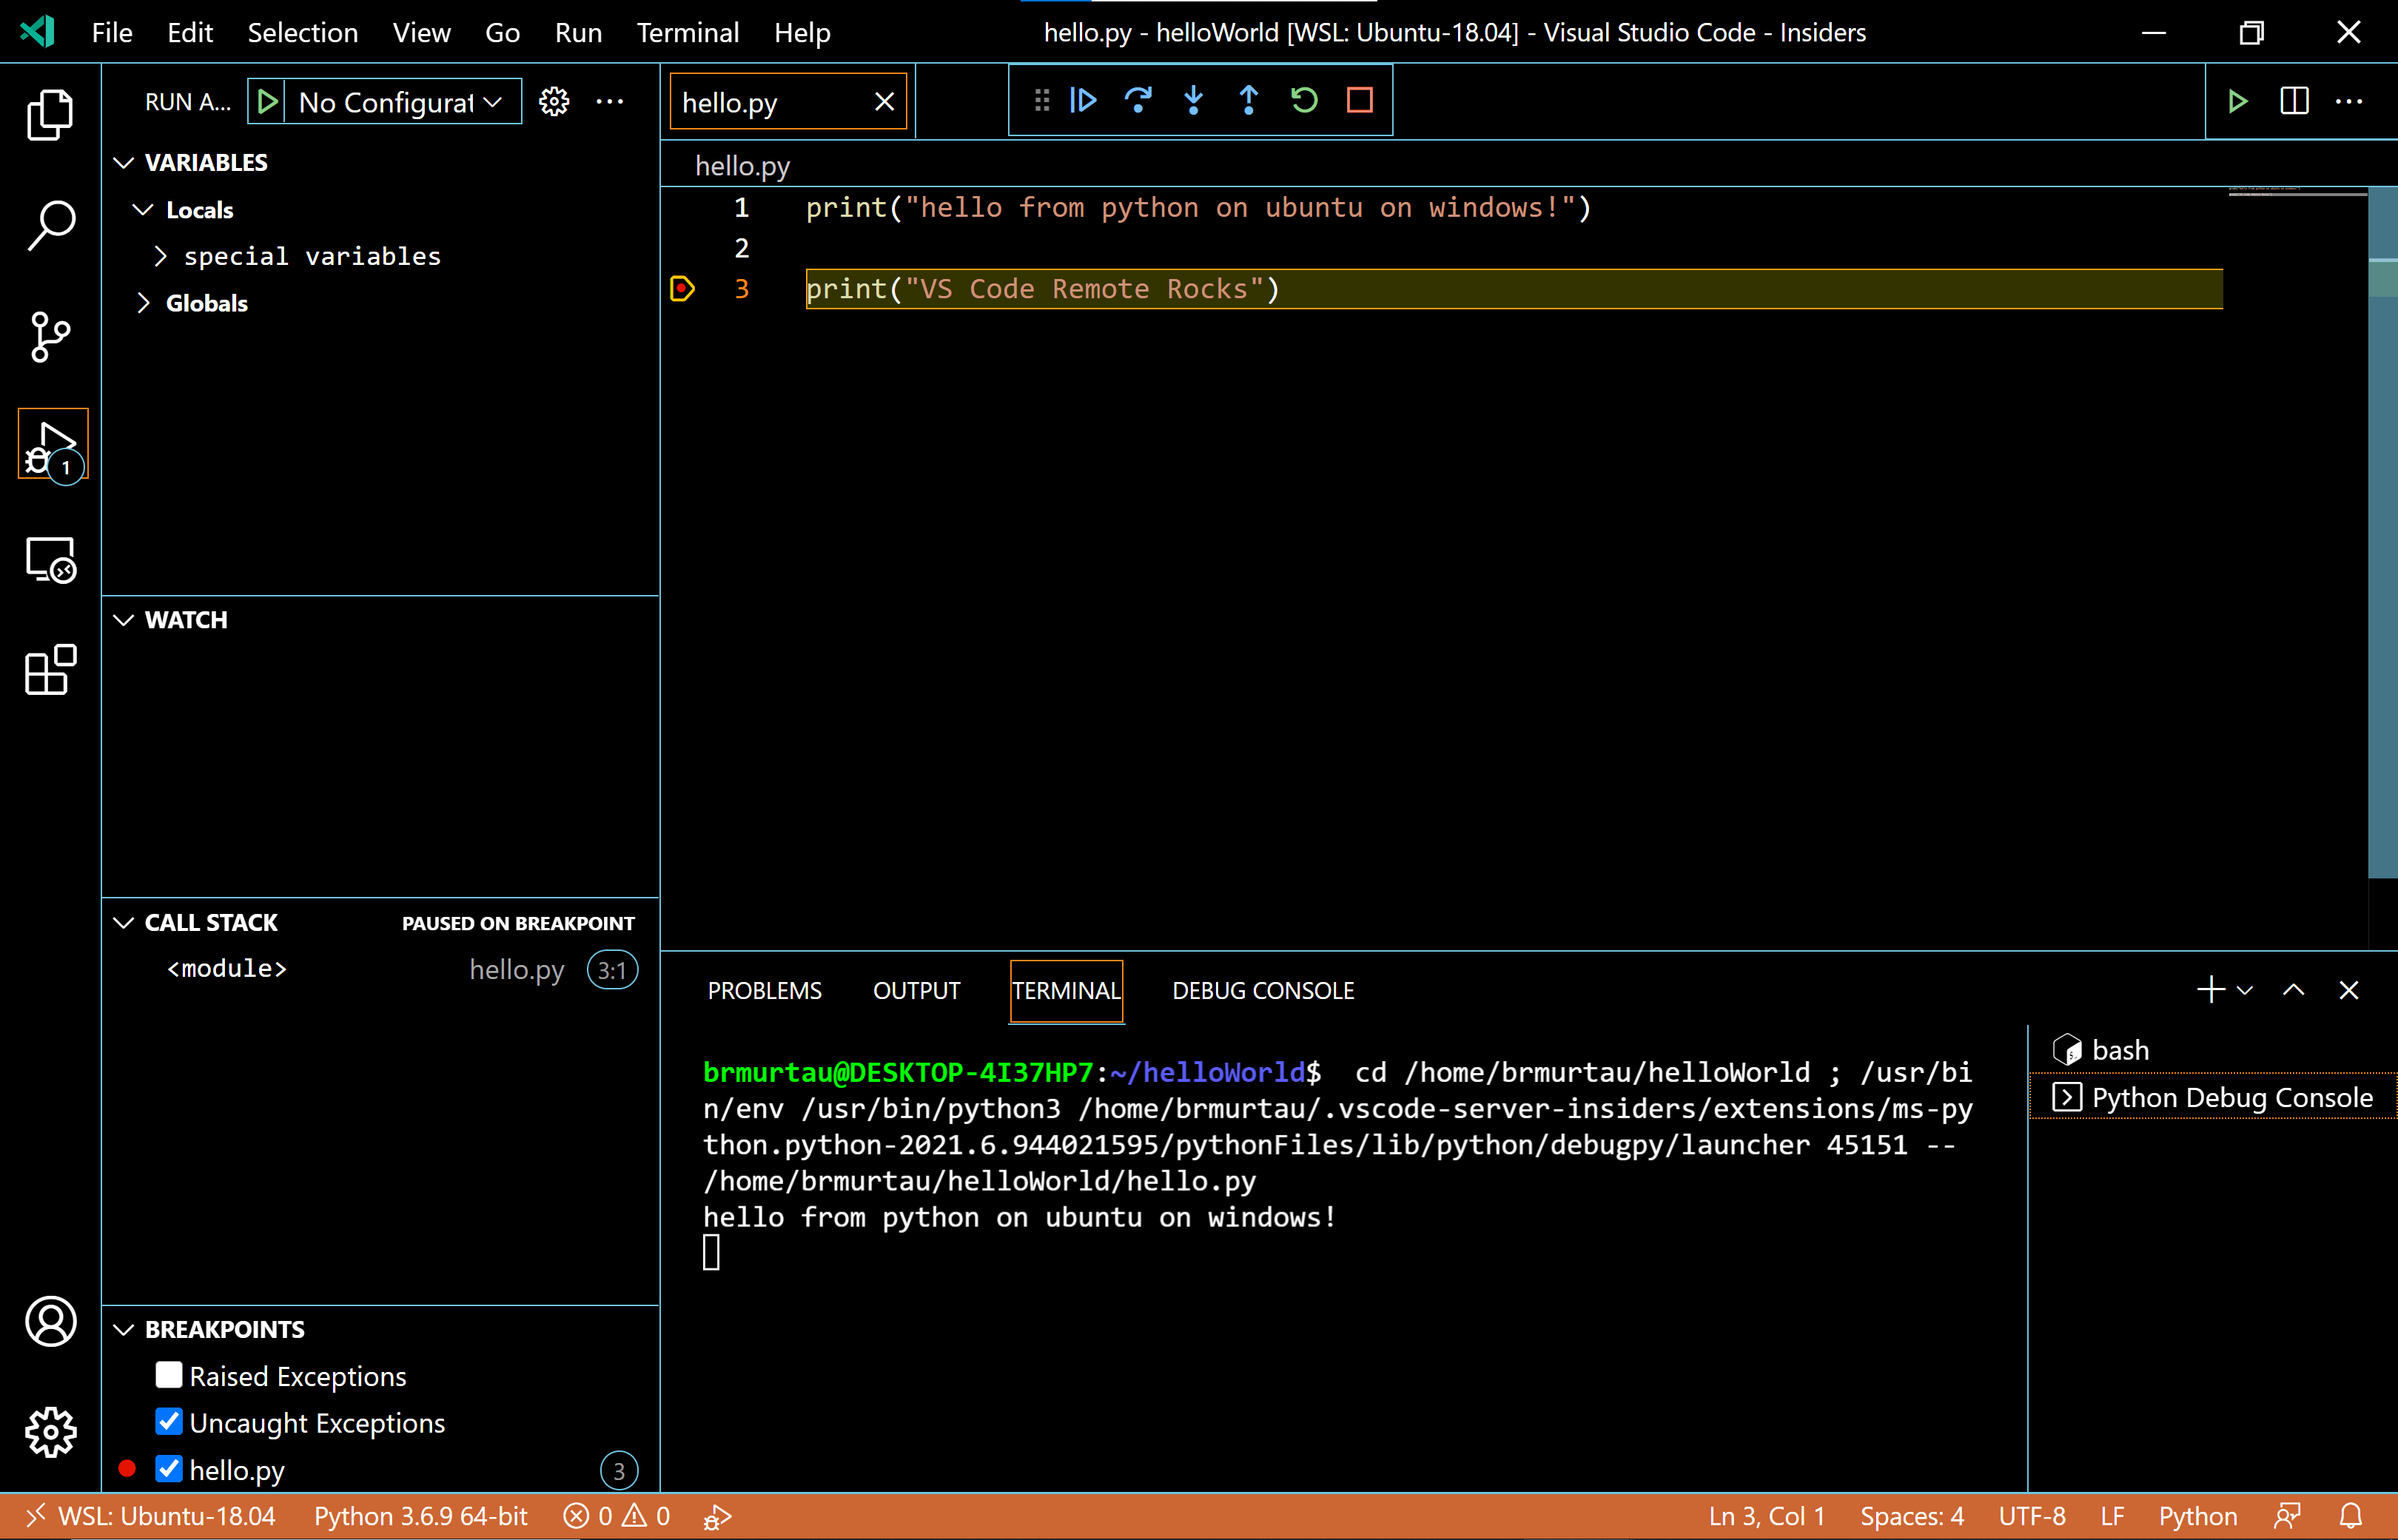 File Edit Selection View Go Run Terminal Help
hello.py - helloWorld [WSL: Ubuntu-18.04] - Visual Studio Code - Insiders
RUN A...
No Configurat
VARIABLES
Locals
special variables
Globals
1
WATCH
CALL STACK PAUSED ON BREAKPOINT
<module> hello.py 3:1
BREAKPOINTS
Raised Exceptions
Uncaught Exceptions
hello.py 3
hello.py
hello.py
1 print("hello from python on ubuntu on windows!")
2
3 print("VS Code Remote Rocks")
PROBLEMS OUTPUT TERMINAL DEBUG CONSOLE
brmurtau@DESKTOP-4I37HP7:~/helloWorld$  cd /home/brmurtau/helloWorld ; /usr/bi
n/env /usr/bin/python3 /home/brmurtau/.vscode-server-insiders/extensions/ms-py
thon.python-2021.6.944021595/pythonFiles/lib/python/debugpy/launcher 45151 --
/home/brmurtau/helloWorld/hello.py
hello from python on ubuntu on windows!
bash
Python Debug Console
WSL: Ubuntu-18.04 Python 3.6.9 64-bit 0 0 Ln 3, Col 1 Spaces: 4 UTF-8 LF Python